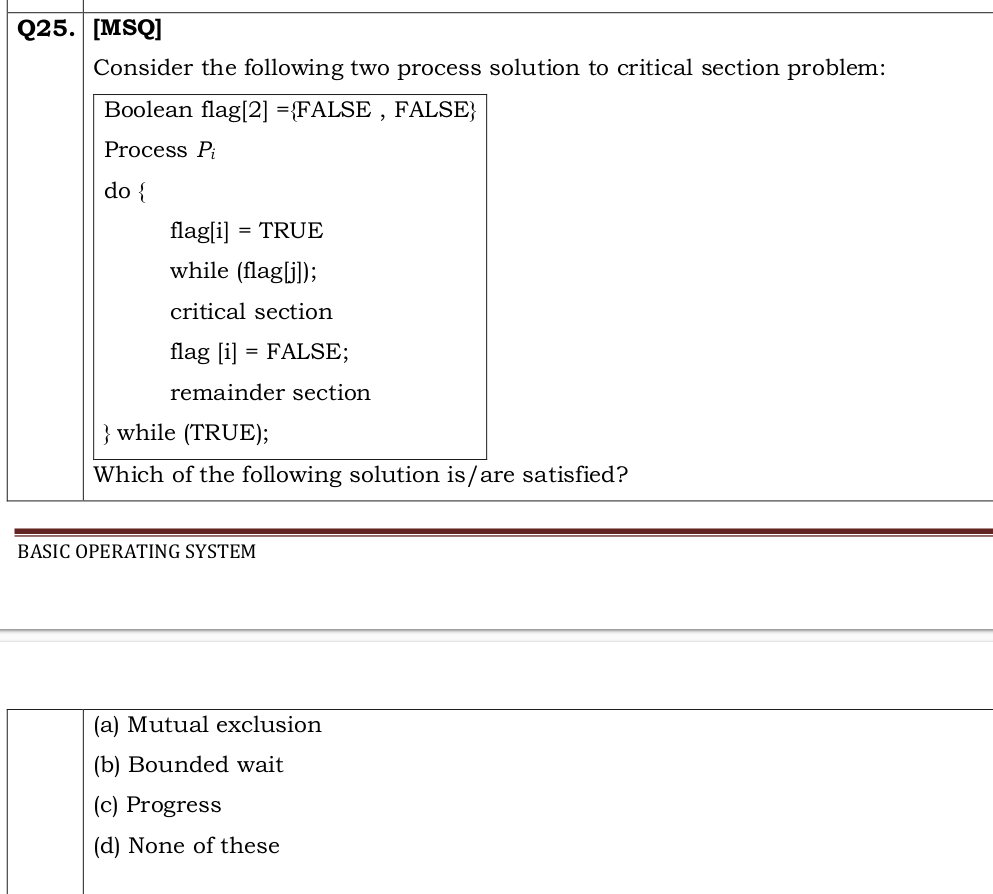 Q25. [MSQ]
Consider the following two process solution to critical section problem:
Boolean flag[2] ={FALSE , FALSE}
Process Pi
do {
flag[i] = TRUE
while (flag[j]);
critical section
flag [i] = FALSE;
remainder section
} while (TRUE);
Which of the following solution is/are satisfied?
BASIC OPERATING SYSTEM
(a) Mutual exclusion
(b) Bounded wait
(c) Progress
(d) None of these